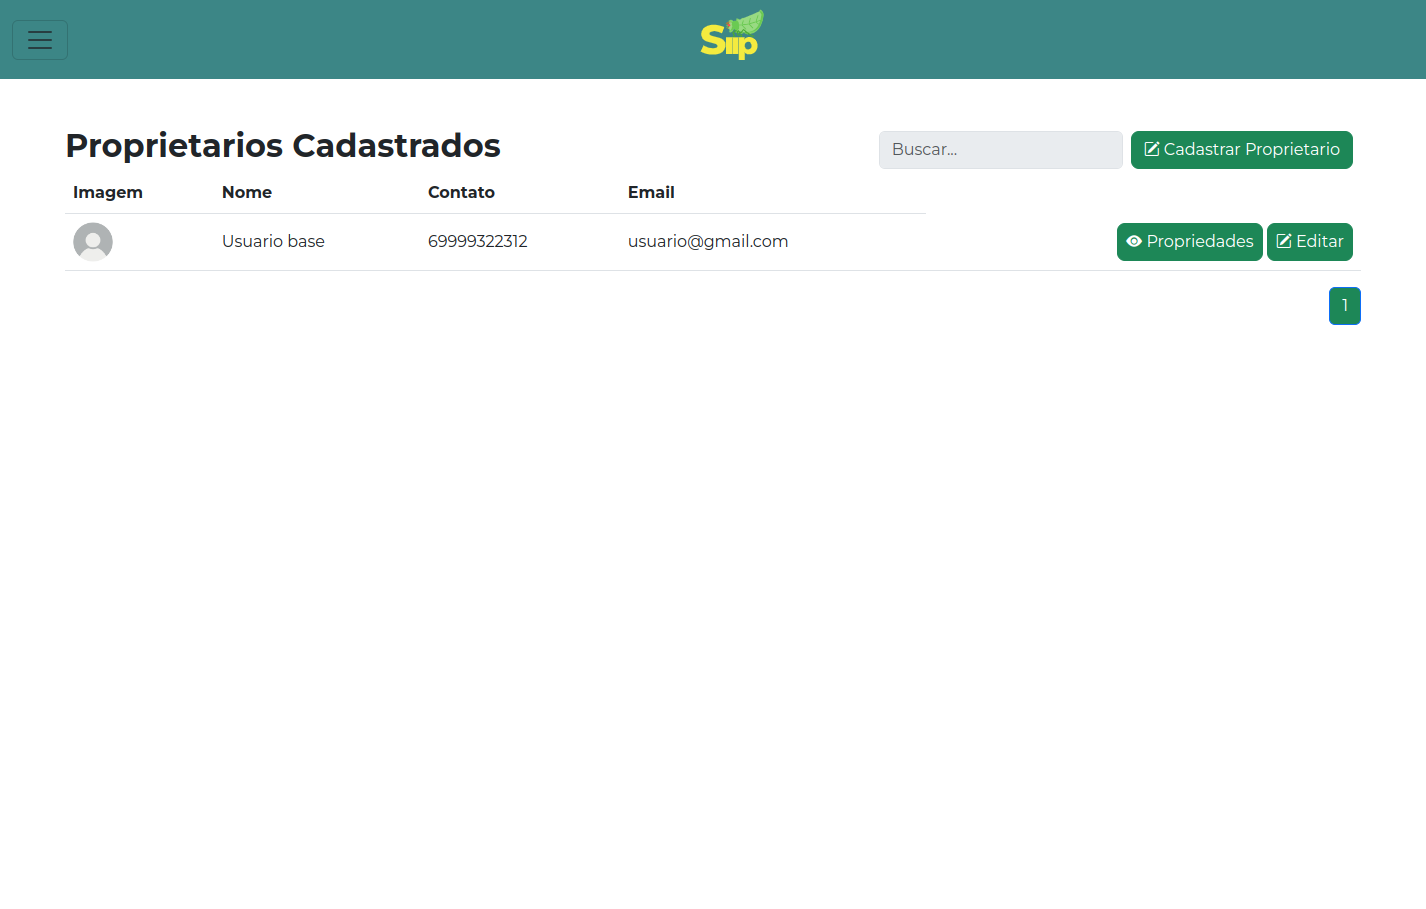 Siip
Proprietarios Cadastrados
Buscar...
Cadastrar Proprietario
Imagem Nome Contato Email
Usuario base 69999322312 usuario@gmail.com Propriedades Editar
1